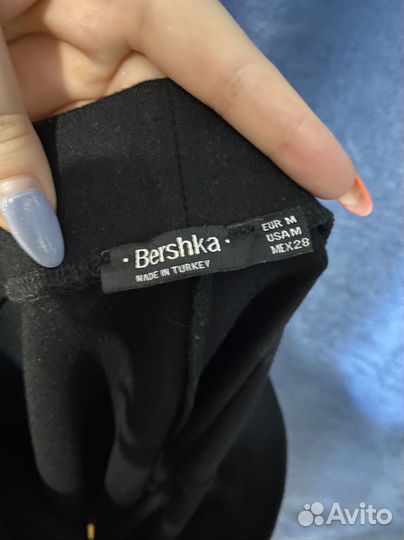 · Bershka ·
MADE IN TURKEY
EUR M
USA M
MEX 28
Avito